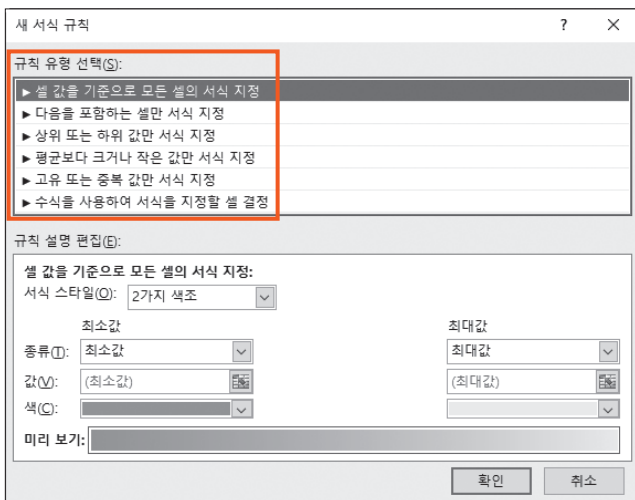 새 서식 규칙 ? ×
규칙 유형 선택(S):
► 셀 값을 기준으로 모든 셀의 서식 지정
► 다음을 포함하는 셀만 서식 지정
► 상위 또는 하위 값만 서식 지정
► 평균보다 크거나 작은 값만 서식 지정
► 고유 또는 중복 값만 서식 지정
► 수식을 사용하여 서식을 지정할 셀 결정
규칙 설명 편집(E):
셀 값을 기준으로 모든 셀의 서식 지정:
서식 스타일(O): 2가지 색조
최소값 최대값
종류(T): 최소값 최대값
값(V): (최소값) (최대값)
색(C):
미리 보기:
확인 취소